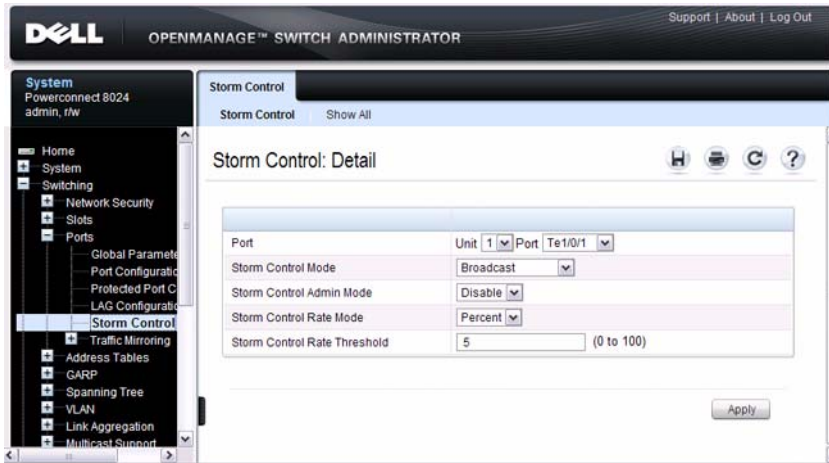 Support | About | Log Out
DELL OPENMANAGE™ SWITCH ADMINISTRATOR
System
Powerconnect 8024
admin, r/w
Home
System
Switching
Network Security
Slots
Ports
Global Paramete
Port Configuratio
Protected Port C
LAG Configuratio
Storm Control
Traffic Mirroring
Address Tables
GARP
Spanning Tree
VLAN
Link Aggregation
Multicast Support
Storm Control
Storm Control Show All
Storm Control: Detail
Port Unit 1 Port Te1/0/1
Storm Control Mode Broadcast
Storm Control Admin Mode Disable
Storm Control Rate Mode Percent
Storm Control Rate Threshold 5 (0 to 100)
Apply